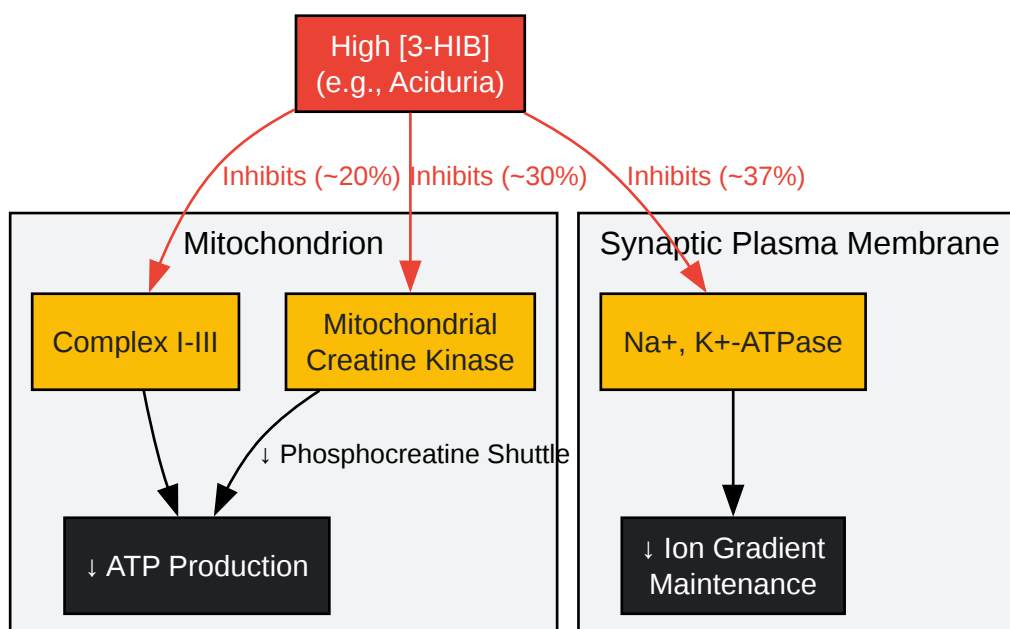 High [3-HIB]
(e.g., Aciduria)
Inhibits (~20%)
Inhibits (~30%)
Inhibits (~37%)
Mitochondrion
Synaptic Plasma Membrane
Complex I-III
Mitochondrial
Creatine Kinase
Na+, K+-ATPase
↓ Phosphocreatine Shuttle
↓ ATP Production
↓ Ion Gradient
Maintenance